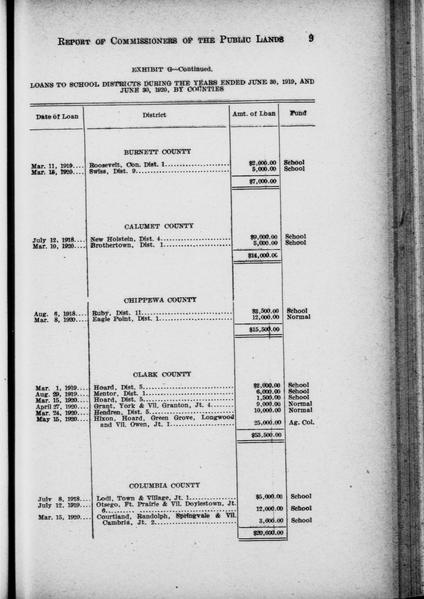 REPORT OF COMMISSIONERS OF THE PUBLIC LANDS 9
EXHIBIT G—Continued.
LOANS TO SCHOOL DISTRICTS DURING THE YEARS ENDED JUNE 30, 1919, AND
JUNE 30, 1920, BY COUNTIES
Date of Loan District Amt. of Loan Fund
BURNETT COUNTY
Mar. 11, 1919.... Roosevelt, Con. Dist. 1.................... $2,000.00 School
Mar. 15, 1920.... Swiss, Dist. 9............................. 5,000.00 School
$7,000.00
CALUMET COUNTY
July 12, 1918.... New Holstein, Dist. 4...................... $9,000.00 School
Mar. 10, 1920.... Brothertown, Dist. 1....................... 5,000.00 School
$14,000.00
CHIPPEWA COUNTY
Aug. 6, 1918.... Ruby, Dist. 11............................. $3,500.00 School
Mar. 8, 1920.... Eagle Point, Dist. 1....................... 12,000.00 Normal
$15,500.00
CLARK COUNTY
Mar. 1, 1919.... Hoard, Dist. 5............................. $2,000.00 School
Aug. 29, 1919.... Mentor, Dist. 1............................ 6,000.00 School
Mar. 15, 1920.... Hoard, Dist. 5............................. 1,500.00 School
April 27, 1920.... Grant, York & Vil. Granton, Jt. 4.......... 9,000.00 Normal
Mar. 24, 1920.... Hendren, Dist. 5........................... 10,000.00 Normal
May 15, 1920.... Hixon, Hoard, Green Grove, Longwood
and Vil. Owen, Jt. 1....................... 25,000.00 Ag. Col.
$53,500.00
COLUMBIA COUNTY
July 8, 1918.... Lodi, Town & Village, Jt. 1................ $5,000.00 School
July 12, 1919.... Otsego, Ft. Prairie & Vil. Doylestown, Jt.
6.......................................... 12,000.00 School
Mar. 15, 1920.... Courtland, Randolph, Springvale & Vil.
Cambria, Jt. 2............................. 3,600.00 School
$20,600.00